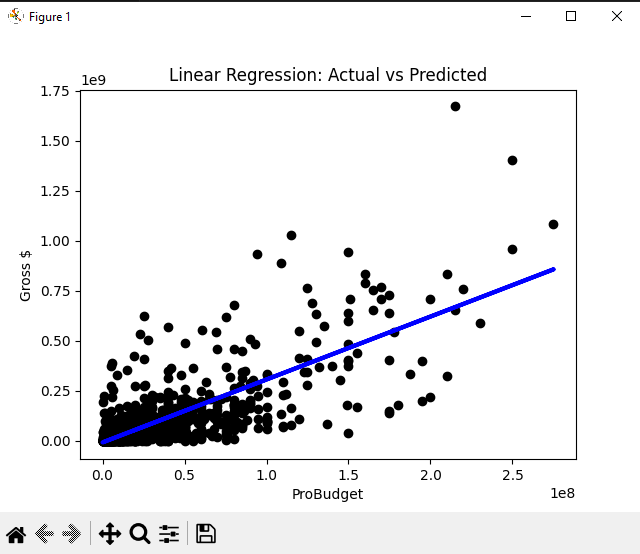 Figure 1
Linear Regression: Actual vs Predicted
1e9
1.75
1.50
1.25
1.00
0.75
0.50
0.25
0.00
Gross $
0.0 0.5 1.0 1.5 2.0 2.5
1e8
ProBudget